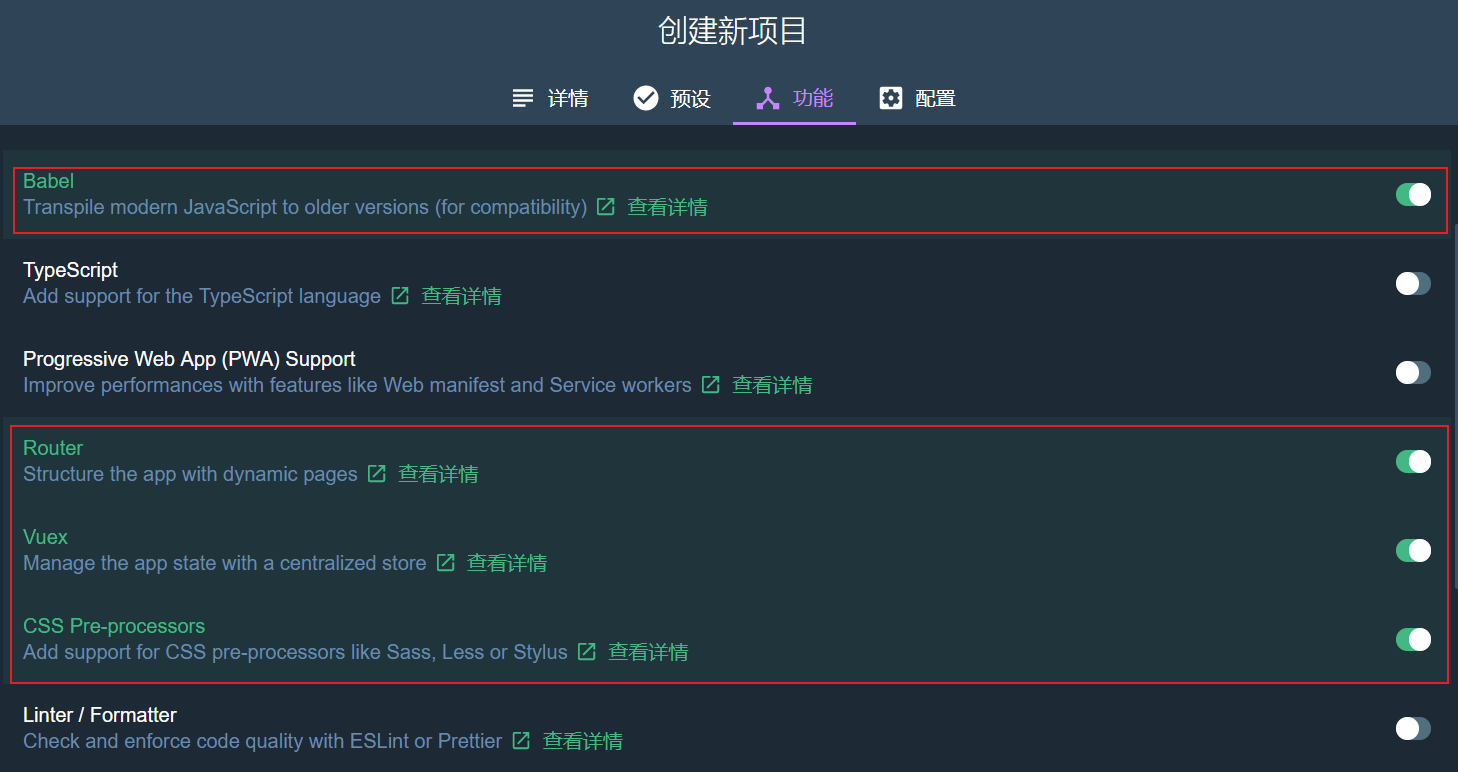 创建新项目
详情 预设 功能 配置
Babel
Transpile modern JavaScript to older versions (for compatibility) 查看详情
TypeScript
Add support for the TypeScript language 查看详情
Progressive Web App (PWA) Support
Improve performances with features like Web manifest and Service workers 查看详情
Router
Structure the app with dynamic pages 查看详情
Vuex
Manage the app state with a centralized store 查看详情
CSS Pre-processors
Add support for CSS pre-processors like Sass, Less or Stylus 查看详情
Linter / Formatter
Check and enforce code quality with ESLint or Prettier 查看详情